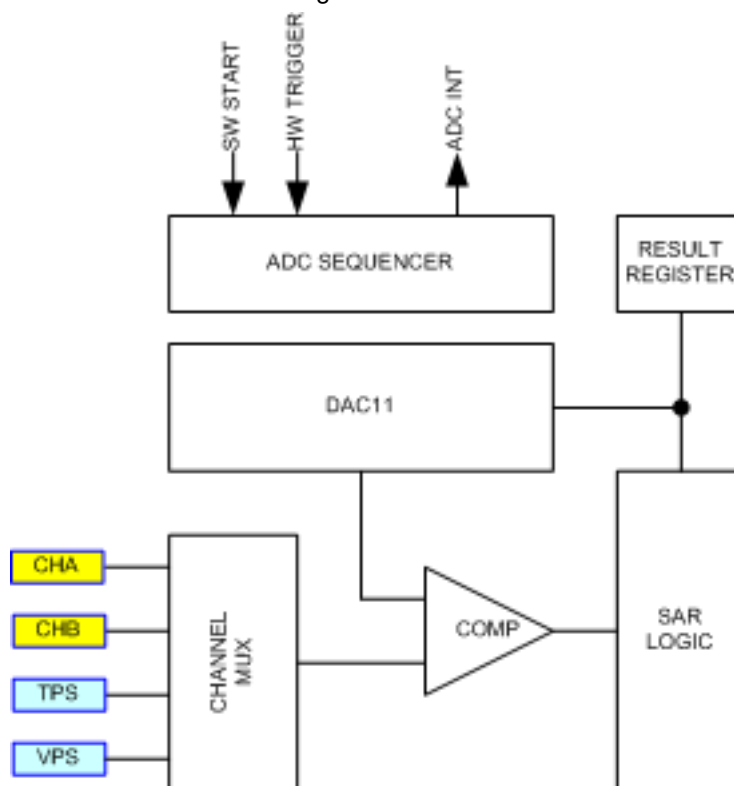 SW START
HW TRIGGER
ADC INT
ADC SEQUENCER
RESULT
REGISTER
DAC11
CHA
CHB
TPS
VPS
CHANNEL
MUX
COMP
SAR
LOGIC